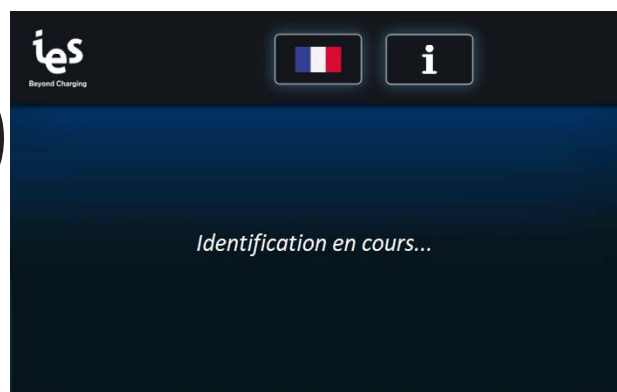 ies
Beyond Charging
i
Identification en cours...